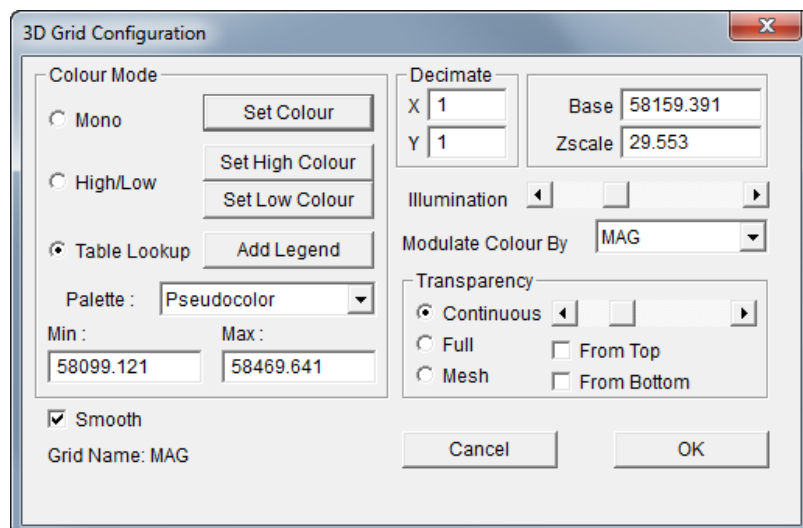 3D Grid Configuration
Colour Mode
Mono
Set Colour
High/Low
Set High Colour
Set Low Colour
Table Lookup
Add Legend
Palette :
Pseudocolor
Min :
Max :
58099.121
58469.641
Smooth
Grid Name: MAG
Decimate
X
1
Y
1
Base
58159.391
Zscale
29.553
Illumination
Modulate Colour By
MAG
Transparency
Continuous
Full
Mesh
From Top
From Bottom
Cancel
OK